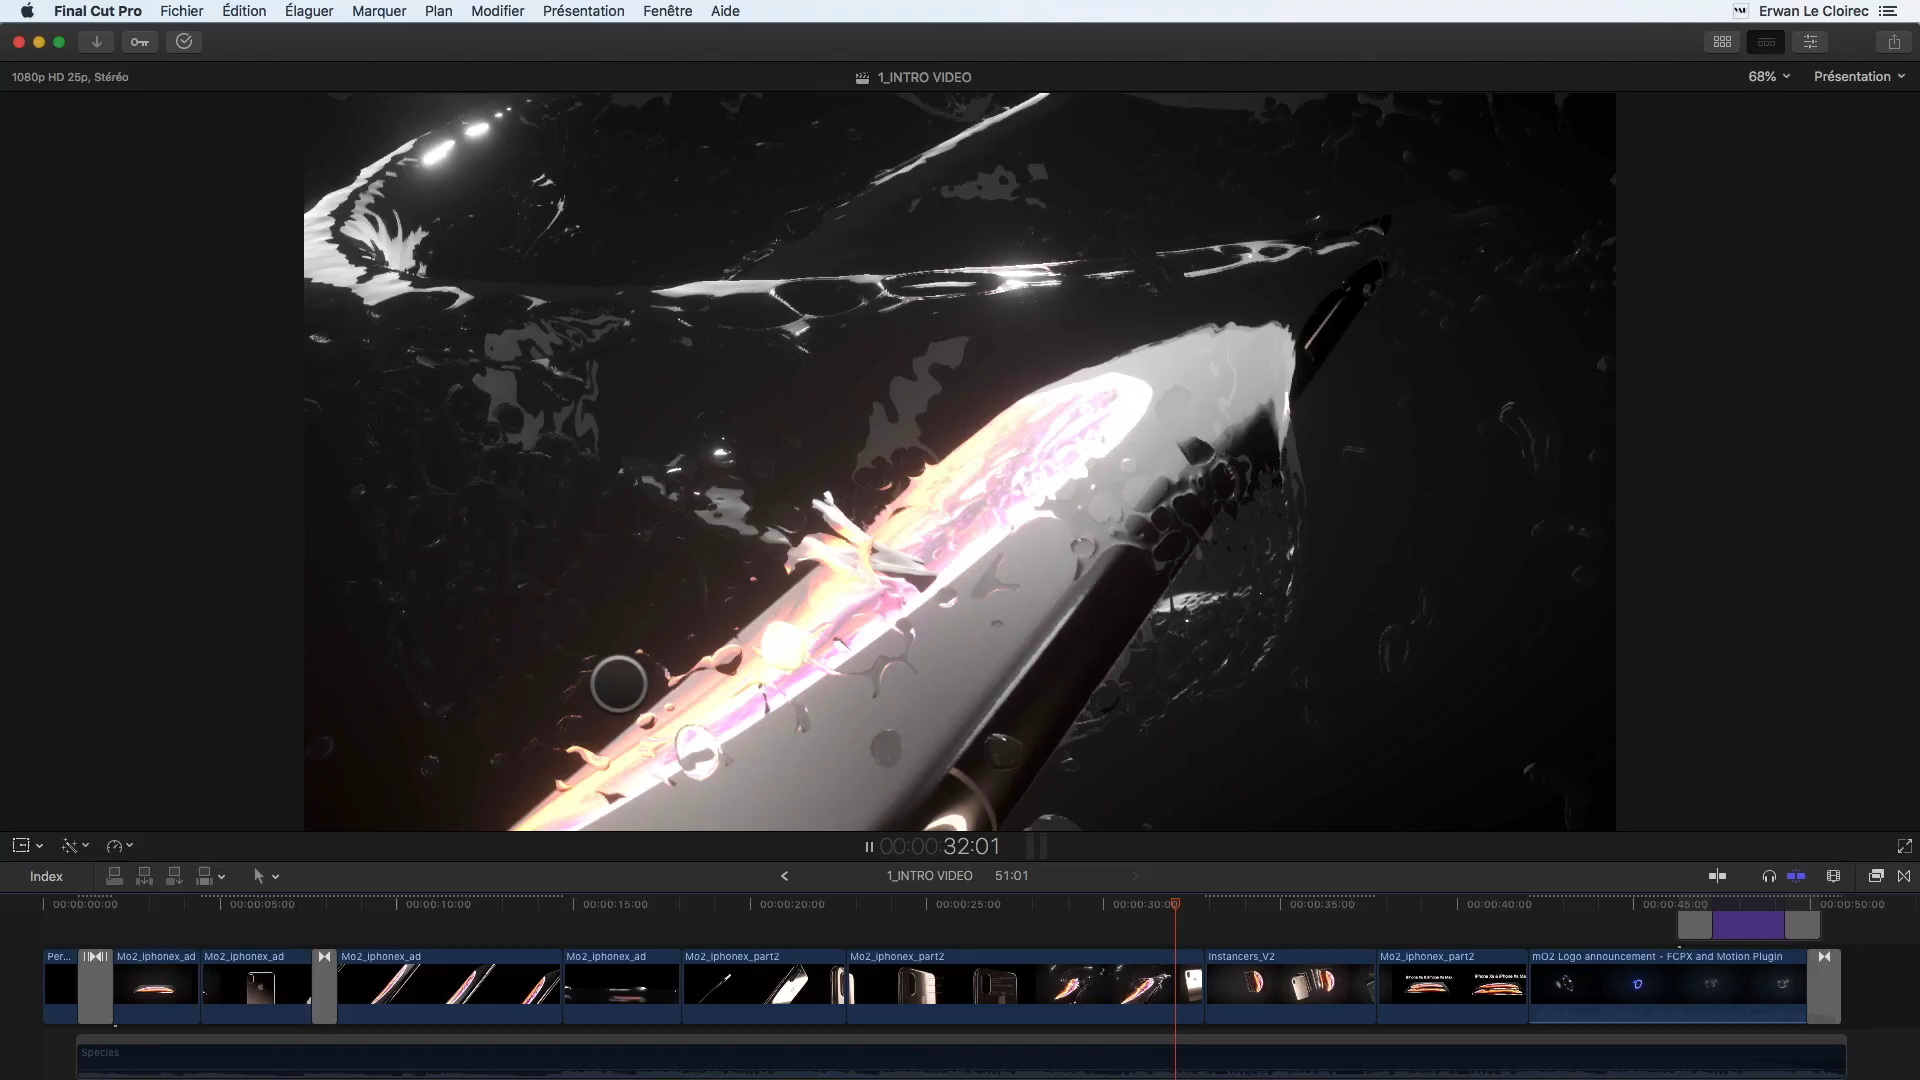 Final Cut Pro Fichier Édition Élaguer Marquer Plan Modifier Présentation Fenêtre Aide Erwan Le Cloirec
1080p HD 25p, Stéréo 1_INTRO VIDEO 68% Présentation
00:00:32:01
Index 1_INTRO VIDEO 51:01
00:00:00:00 00:00:05:00 00:00:10:00 00:00:15:00 00:00:20:00 00:00:25:00 00:00:30:00 00:00:35:00 00:00:40:00 00:00:45:00 00:00:50:00
Per... Mo2_iphonex_ad Mo2_iphonex_ad Mo2_iphonex_ad Mo2_iphonex_ad Mo2_iphonex_part2 Mo2_iphonex_part2 Instancers_V2 Mo2_iphonex_part2 mO2 Logo announcement - FCPX and Motion Plugin
Species